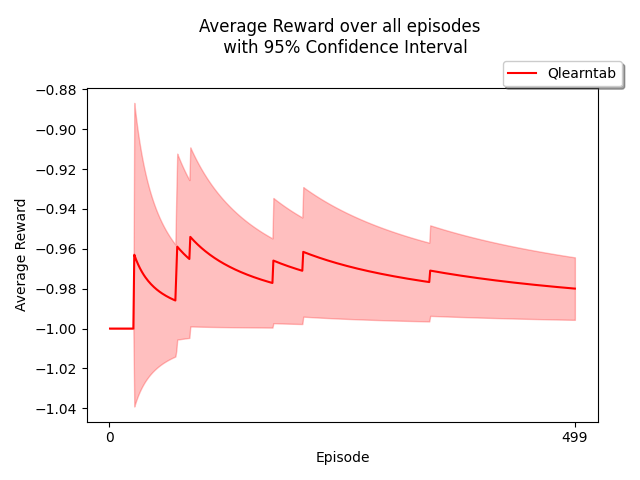 Average Reward over all episodes
with 95% Confidence Interval
Qlearntab
−0.88
−0.90
−0.92
−0.94
−0.96
−0.98
−1.00
−1.02
−1.04
Average Reward
0
499
Episode